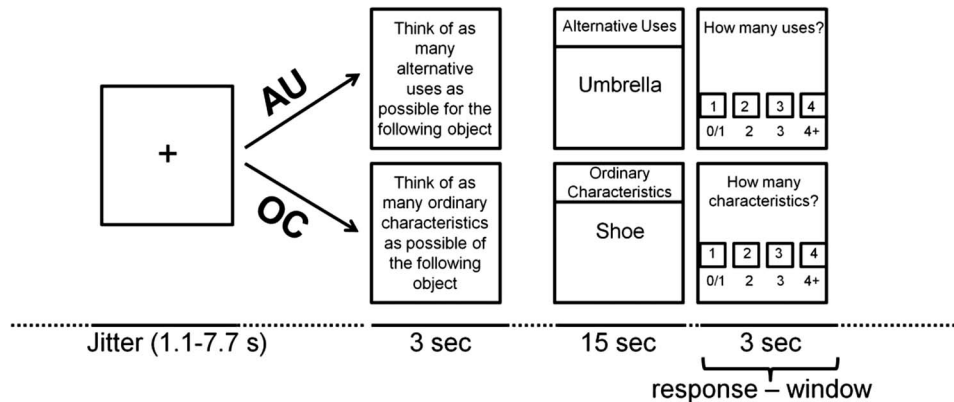 +
AU
OC
Think of as
many
alternative
uses as
possible for the
following object
Alternative Uses
Umbrella
How many uses?
1 2 3 4
0/1 2 3 4+
Think of as
many ordinary
characteristics
as possible of
the following
object
Ordinary
Characteristics
Shoe
How many
characteristics?
1 2 3 4
0/1 2 3 4+
Jitter (1.1-7.7 s) 3 sec 15 sec 3 sec
response – window